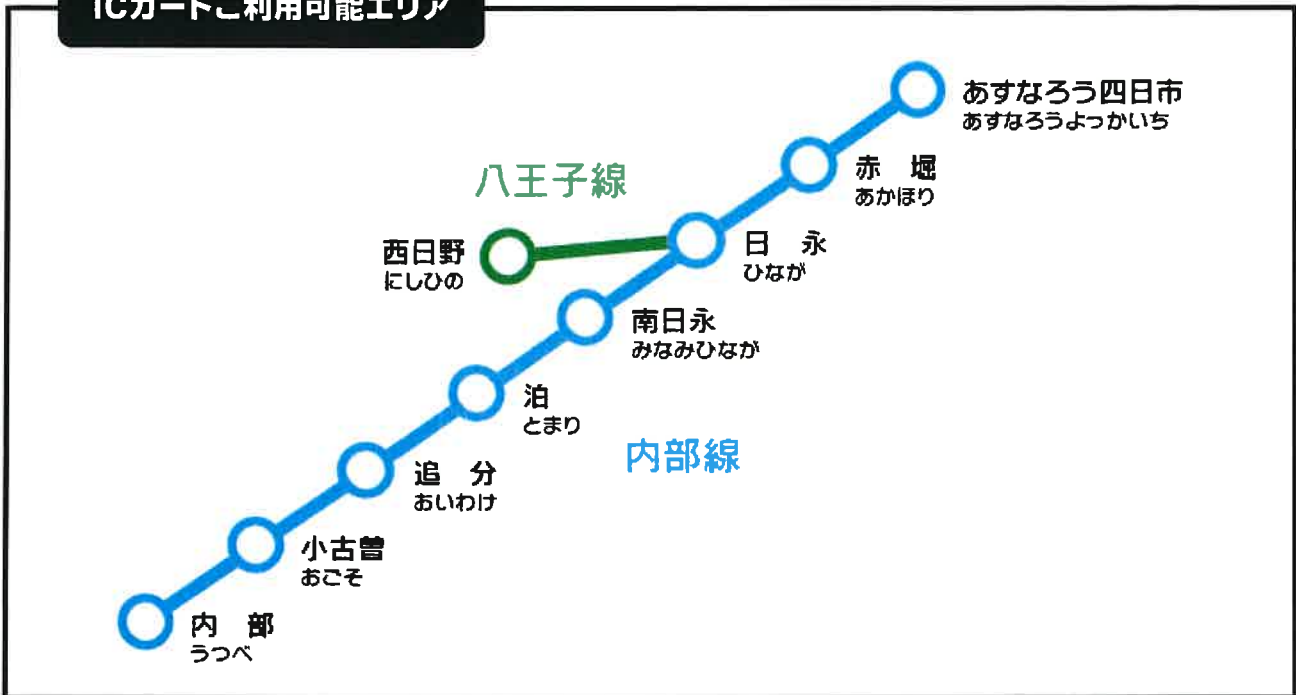 ICカードご利用可能エリア
あすなろう四日市
あすなろうよっかいち
赤　堀
あかほり
八王子線
西日野
にしひの
日　永
ひなが
南日永
みなみひなが
泊
とまり
内部線
追　分
おいわけ
小古曽
おごそ
内　部
うつべ